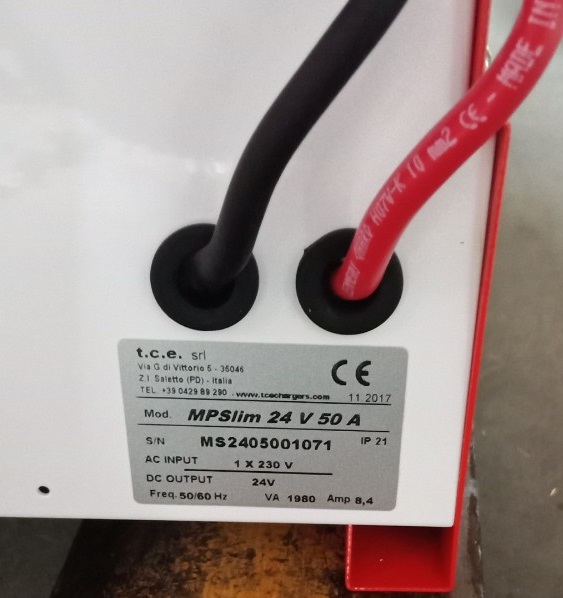 HO7V-K 10 mm2 CE - MADE IN
t.c.e. srl
Via G.di Vittorio 5 - 35046
Z.I. Saletto (PD) - Italia
TEL. +39 0429 89 290 - www.tcechargers.com
CE
11.2017
Mod. MPSlim 24 V 50 A
S/N MS2405001071 IP 21
AC INPUT 1 X 230 V
DC OUTPUT 24V
Freq. 50/60 Hz VA 1980 Amp 8,4